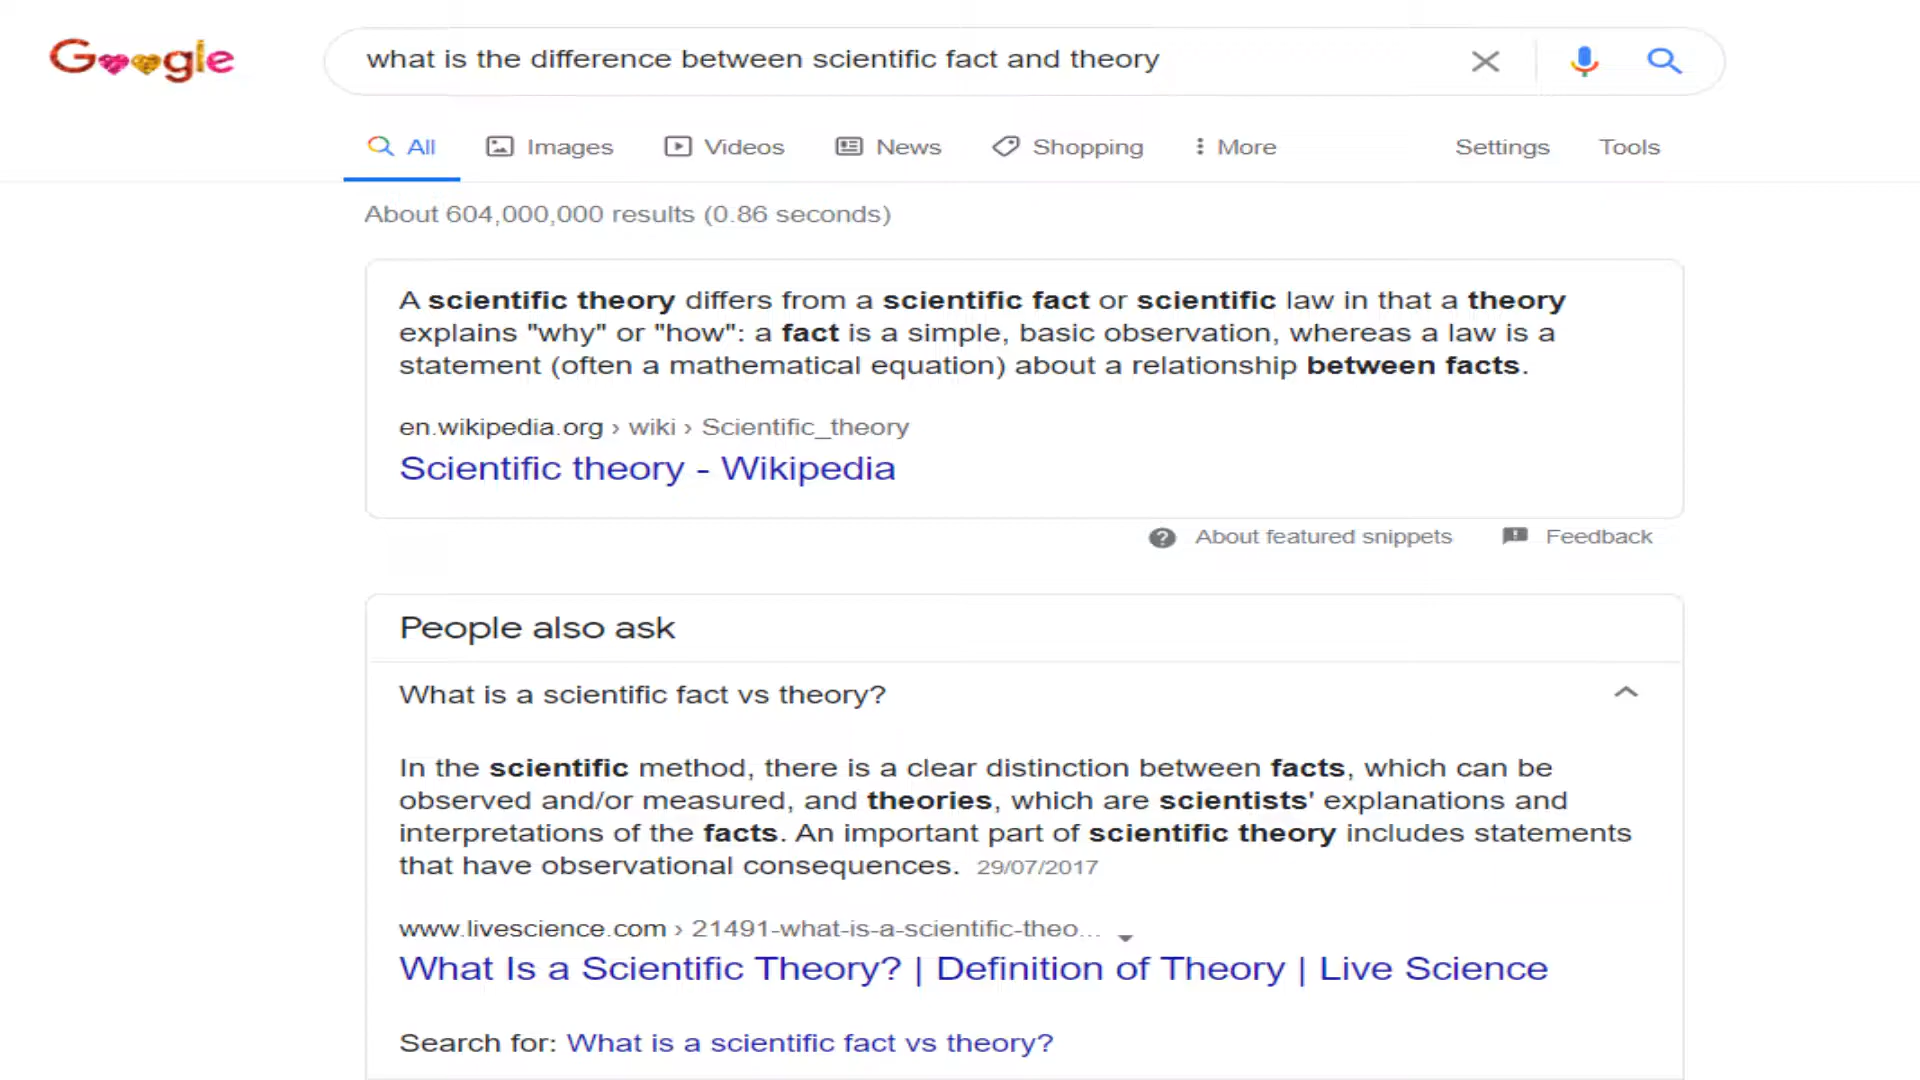 Google
what is the difference between scientific fact and theory
All Images Videos News Shopping More Settings Tools
About 604,000,000 results (0.86 seconds)
A scientific theory differs from a scientific fact or scientific law in that a theory
explains "why" or "how": a fact is a simple, basic observation, whereas a law is a
statement (often a mathematical equation) about a relationship between facts.
en.wikipedia.org › wiki › Scientific_theory
Scientific theory - Wikipedia
About featured snippets Feedback
People also ask
What is a scientific fact vs theory?
In the scientific method, there is a clear distinction between facts, which can be
observed and/or measured, and theories, which are scientists' explanations and
interpretations of the facts. An important part of scientific theory includes statements
that have observational consequences. 29/07/2017
www.livescience.com › 21491-what-is-a-scientific-theo...
What Is a Scientific Theory? | Definition of Theory | Live Science
Search for: What is a scientific fact vs theory?